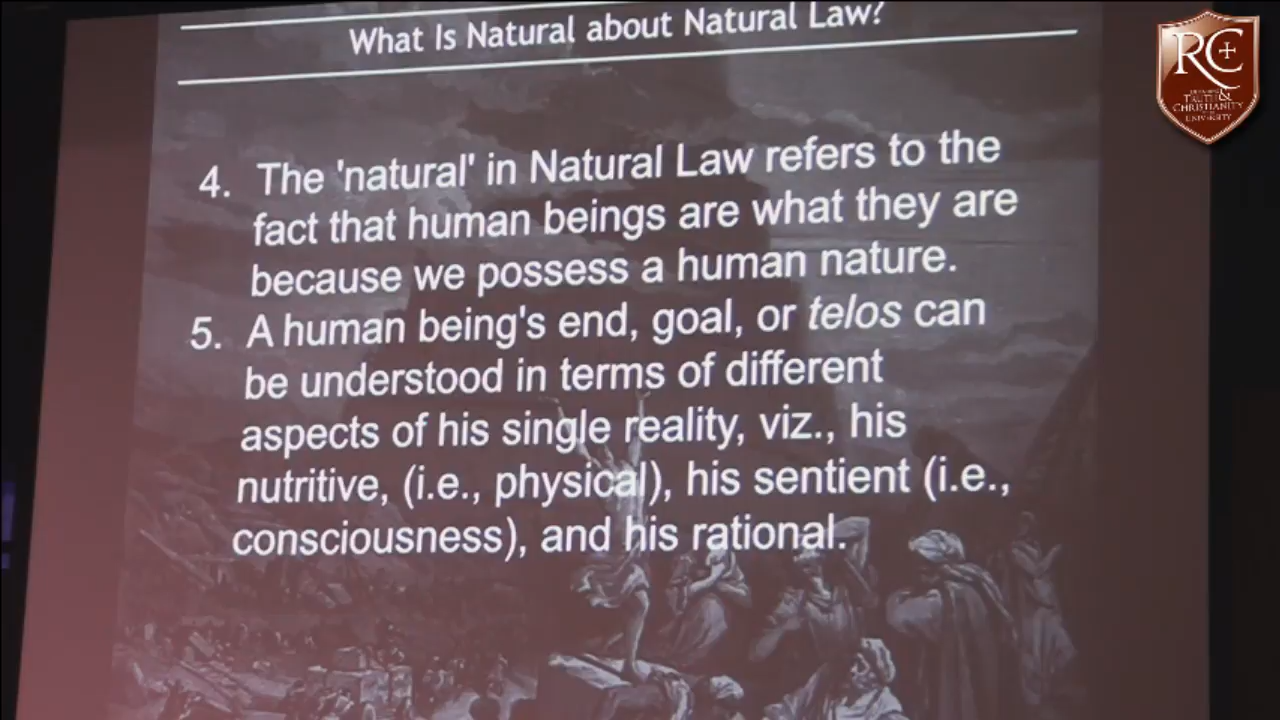 What Is Natural about Natural Law?
RC
TRUTH &
CHRISTIANITY
UNIVERSITY
4. The 'natural' in Natural Law refers to the
fact that human beings are what they are
because we possess a human nature.
5. A human being's end, goal, or telos can
be understood in terms of different
aspects of his single reality, viz., his
nutritive, (i.e., physical), his sentient (i.e.,
consciousness), and his rational.